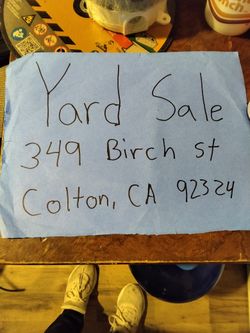 Yard Sale
349 Birch st
Colton, CA 92324